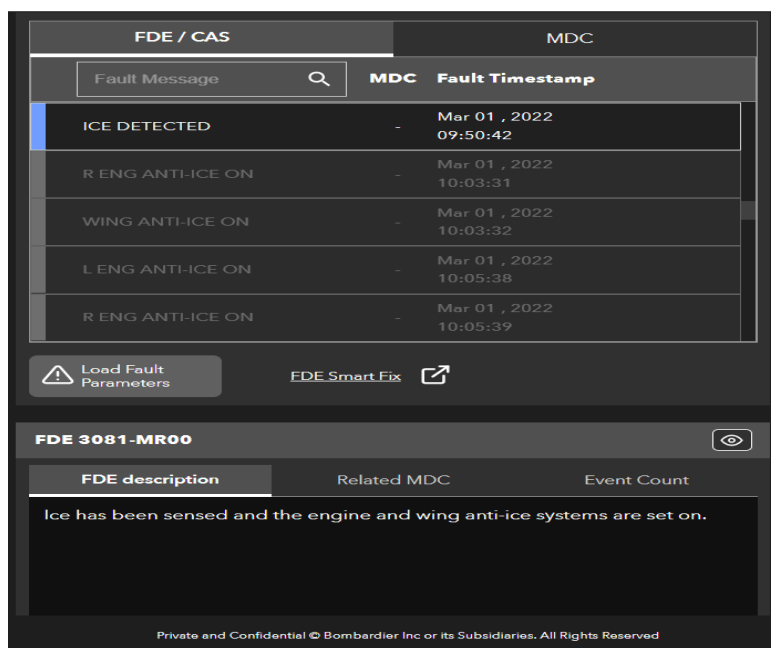 FDE / CAS MDC
Fault Message MDC Fault Timestamp
ICE DETECTED - Mar 01 , 2022
09:50:42
R ENG ANTI-ICE ON - Mar 01 , 2022
10:03:31
WING ANTI-ICE ON - Mar 01 , 2022
10:03:32
L ENG ANTI-ICE ON - Mar 01 , 2022
10:05:38
R ENG ANTI-ICE ON - Mar 01 , 2022
10:05:39
Load Fault
Parameters
FDE Smart Fix
FDE 3081-MR00
FDE description Related MDC Event Count
Ice has been sensed and the engine and wing anti-ice systems are set on.
Private and Confidential © Bombardier Inc or its Subsidiaries. All Rights Reserved